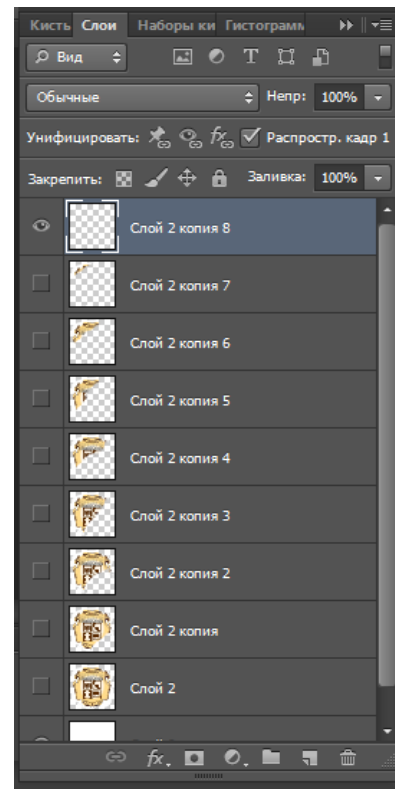 Кисть Слои Наборы ки Гистограмм
Вид
Обычные Непр: 100%
Унифицировать: Распростр. кадр 1
Закрепить: Заливка: 100%
Слой 2 копия 8
Слой 2 копия 7
Слой 2 копия 6
Слой 2 копия 5
Слой 2 копия 4
Слой 2 копия 3
Слой 2 копия 2
Слой 2 копия
Слой 2
fx